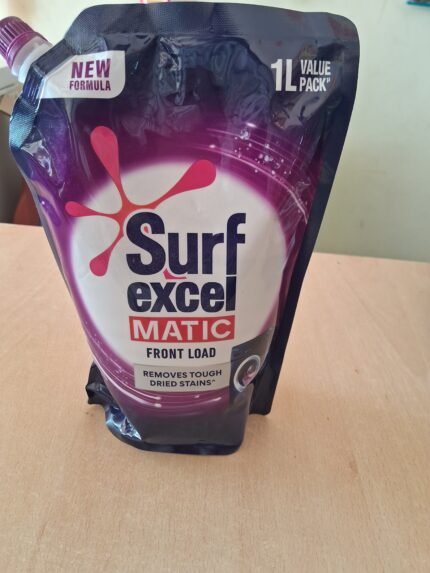 NEW
FORMULA
1L VALUE
PACK"
Surf
excel
MATIC
FRONT LOAD
REMOVES TOUGH
DRIED STAINS^